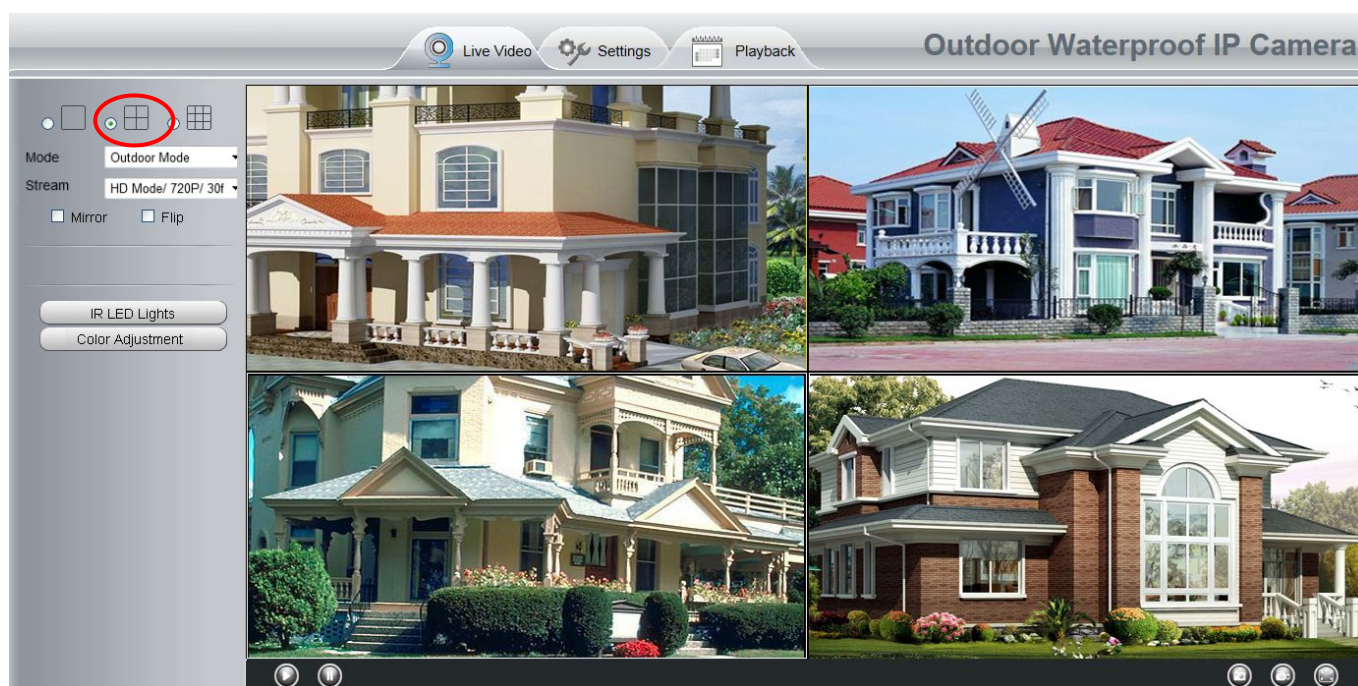 Live Video
Settings
Playback
Outdoor Waterproof IP Camera
Mode
Outdoor Mode
Stream
HD Mode/ 720P/ 30f
Mirror
Flip
IR LED Lights
Color Adjustment